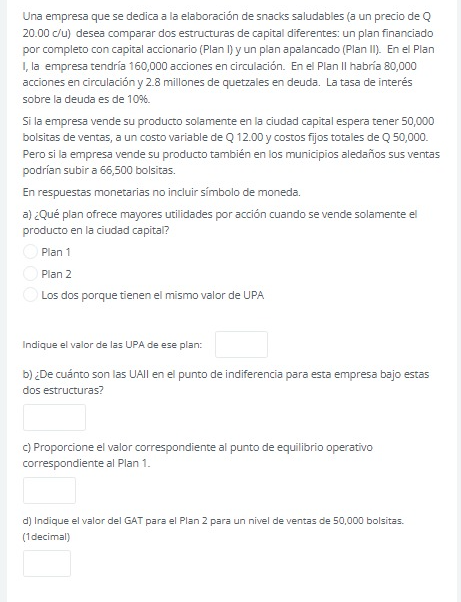 Una empresa que se dedica a la elaboración de snacks saludables (a un precio de Q
20.00 c/u) desea comparar dos estructuras de capital diferentes: un plan financiado
por completo con capital accionario (Plan I) y un plan apalancado (Plan II). En el Plan
I, la empresa tendría 160,000 acciones en circulación. En el Plan II habría 80,000
acciones en circulación y 2.8 millones de quetzales en deuda. La tasa de interés
sobre la deuda es de 10%.
Si la empresa vende su producto solamente en la ciudad capital espera tener 50,000
bolsitas de ventas, a un costo variable de Q 12.00 y costos fijos totales de Q 50,000.
Pero si la empresa vende su producto también en los municipios aledaños sus ventas
podrían subir a 66,500 bolsitas.
En respuestas monetarias no incluir símbolo de moneda.
a) ¿Qué plan ofrece mayores utilidades por acción cuando se vende solamente el
producto en la ciudad capital?
Plan 1
Plan 2
Los dos porque tienen el mismo valor de UPA
Indique el valor de las UPA de ese plan:
b) ¿De cuánto son las UAII en el punto de indiferencia para esta empresa bajo estas
dos estructuras?
c) Proporcione el valor correspondiente al punto de equilibrio operativo
correspondiente al Plan 1.
d) Indique el valor del GAT para el Plan 2 para un nivel de ventas de 50,000 bolsitas.
(1decimal)